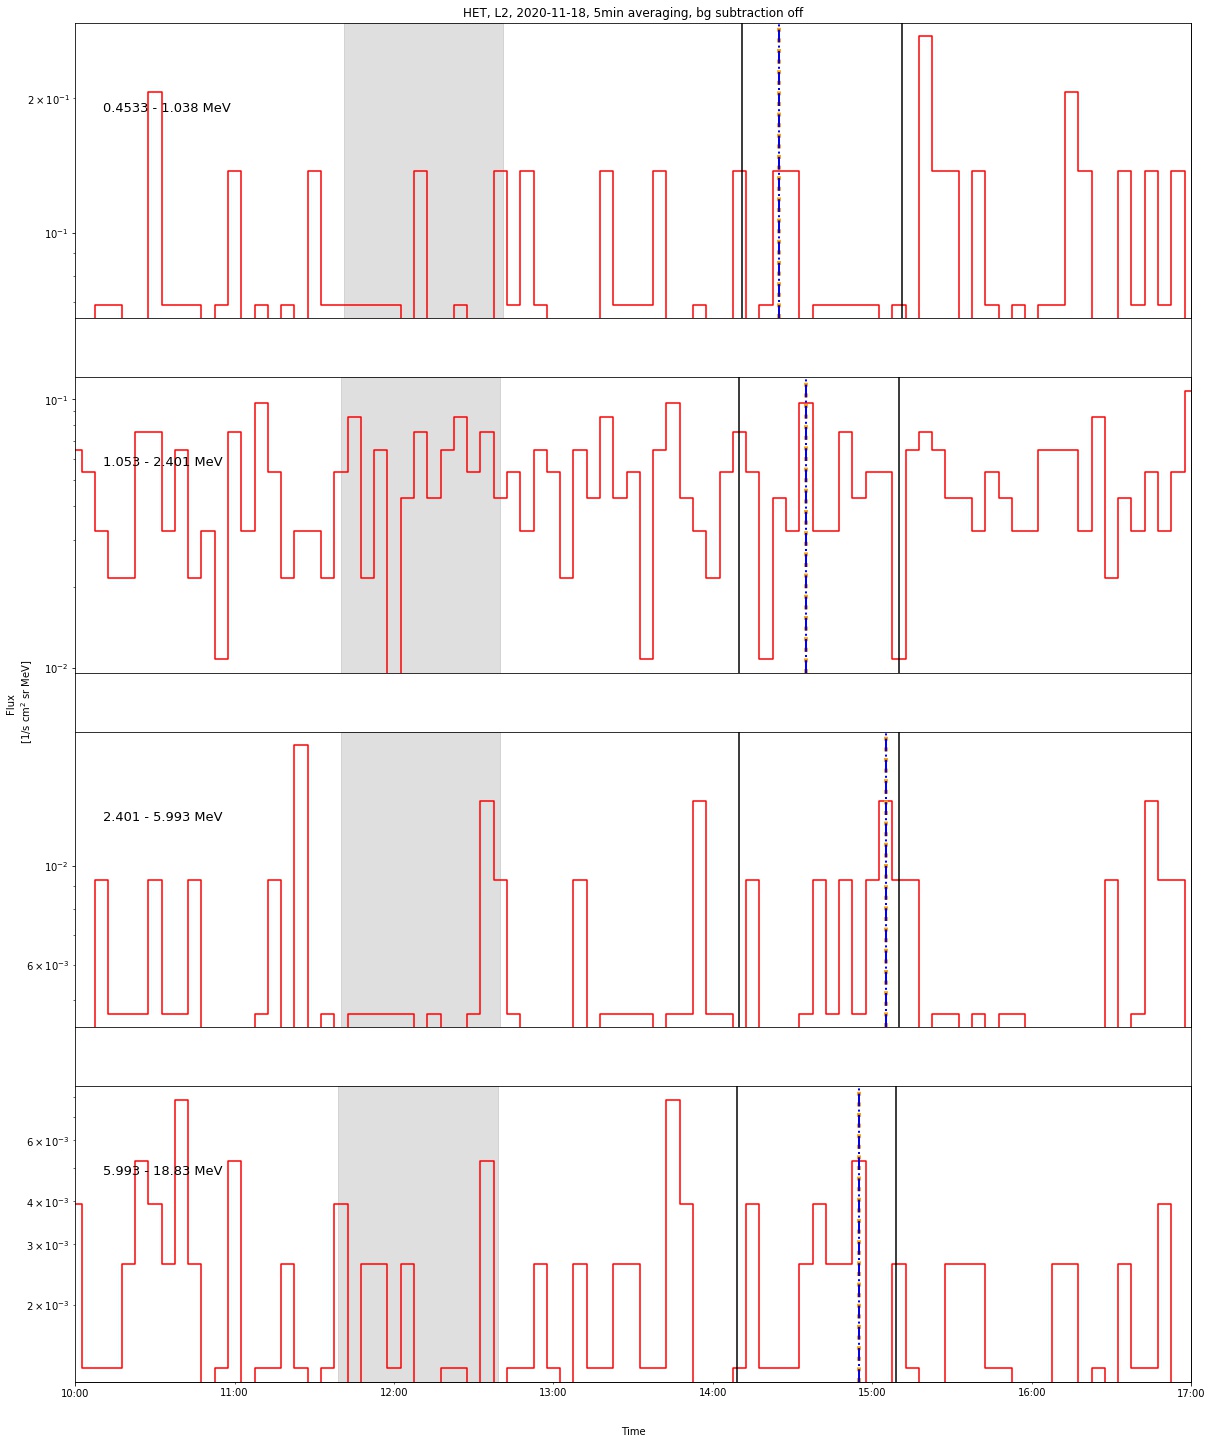 HET, L2, 2020-11-18, 5min averaging, bg subtraction off
2 × 10⁻¹
0.4533 - 1.038 MeV
10⁻¹
10⁻¹
1.053 - 2.401 MeV
10⁻²
Flux
[1/s cm² sr MeV]
2.401 - 5.993 MeV
10⁻²
6 × 10⁻³
6 × 10⁻³
5.993 - 18.83 MeV
4 × 10⁻³
3 × 10⁻³
2 × 10⁻³
10:00 11:00 12:00 13:00 14:00 15:00 16:00 17:00
Time